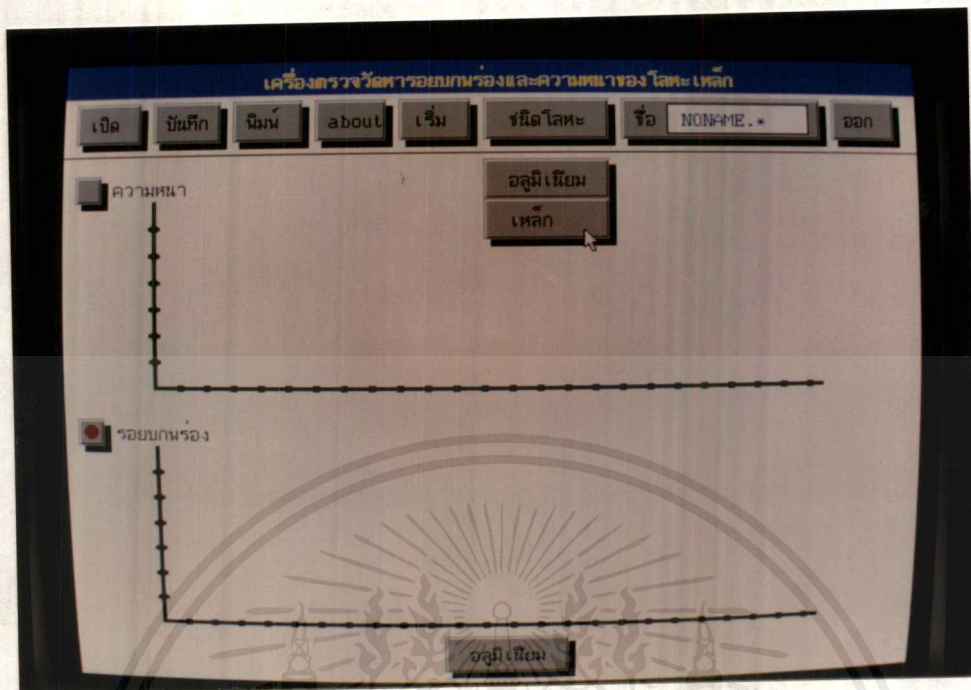 เครื่องตรวจวัดหารอยบกพร่องและความหนาของโลหะเหล็ก
เปิด บันทึก พิมพ์ about เริ่ม ชนิดโลหะ ชื่อ NONAME.* ออก
อลูมิเนียม
เหล็ก
ความหนา
รอยบกพร่อง
อลูมิเนียม